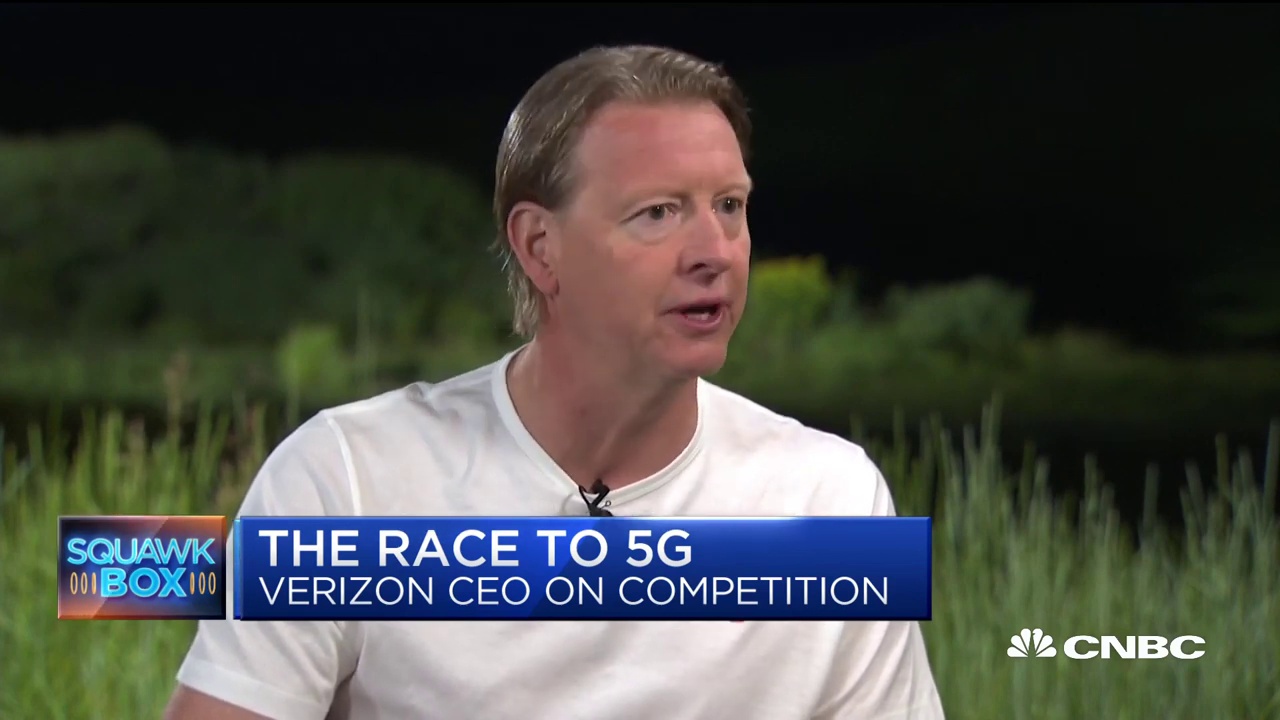 THE RACE TO 5G
VERIZON CEO ON COMPETITION
SQUAWK
BOX
CNBC